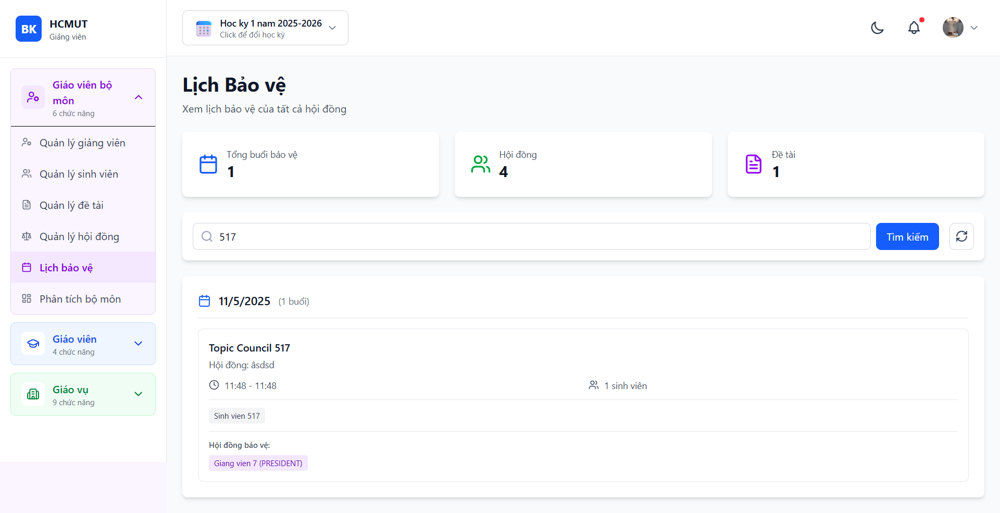 BK
HCMUT
Giảng viên
Giáo viên bộ
môn
6 chức năng
Quản lý giảng viên
Quản lý sinh viên
Quản lý đề tài
Quản lý hội đồng
Lịch bảo vệ
Phân tích bộ môn
Giáo viên
4 chức năng
Giáo vụ
9 chức năng
Hoc ky 1 nam 2025-2026
Click để đổi học kỳ
Lịch Bảo vệ
Xem lịch bảo vệ của tất cả hội đồng
Tổng buổi bảo vệ
1
Hội đồng
4
Đề tài
1
517
Tìm kiếm
11/5/2025 (1 buổi)
Topic Council 517
Hội đồng: âsdsd
11:48 - 11:48
1 sinh viên
Sinh vien 517
Hội đồng bảo vệ:
Giang vien 7 (PRESIDENT)